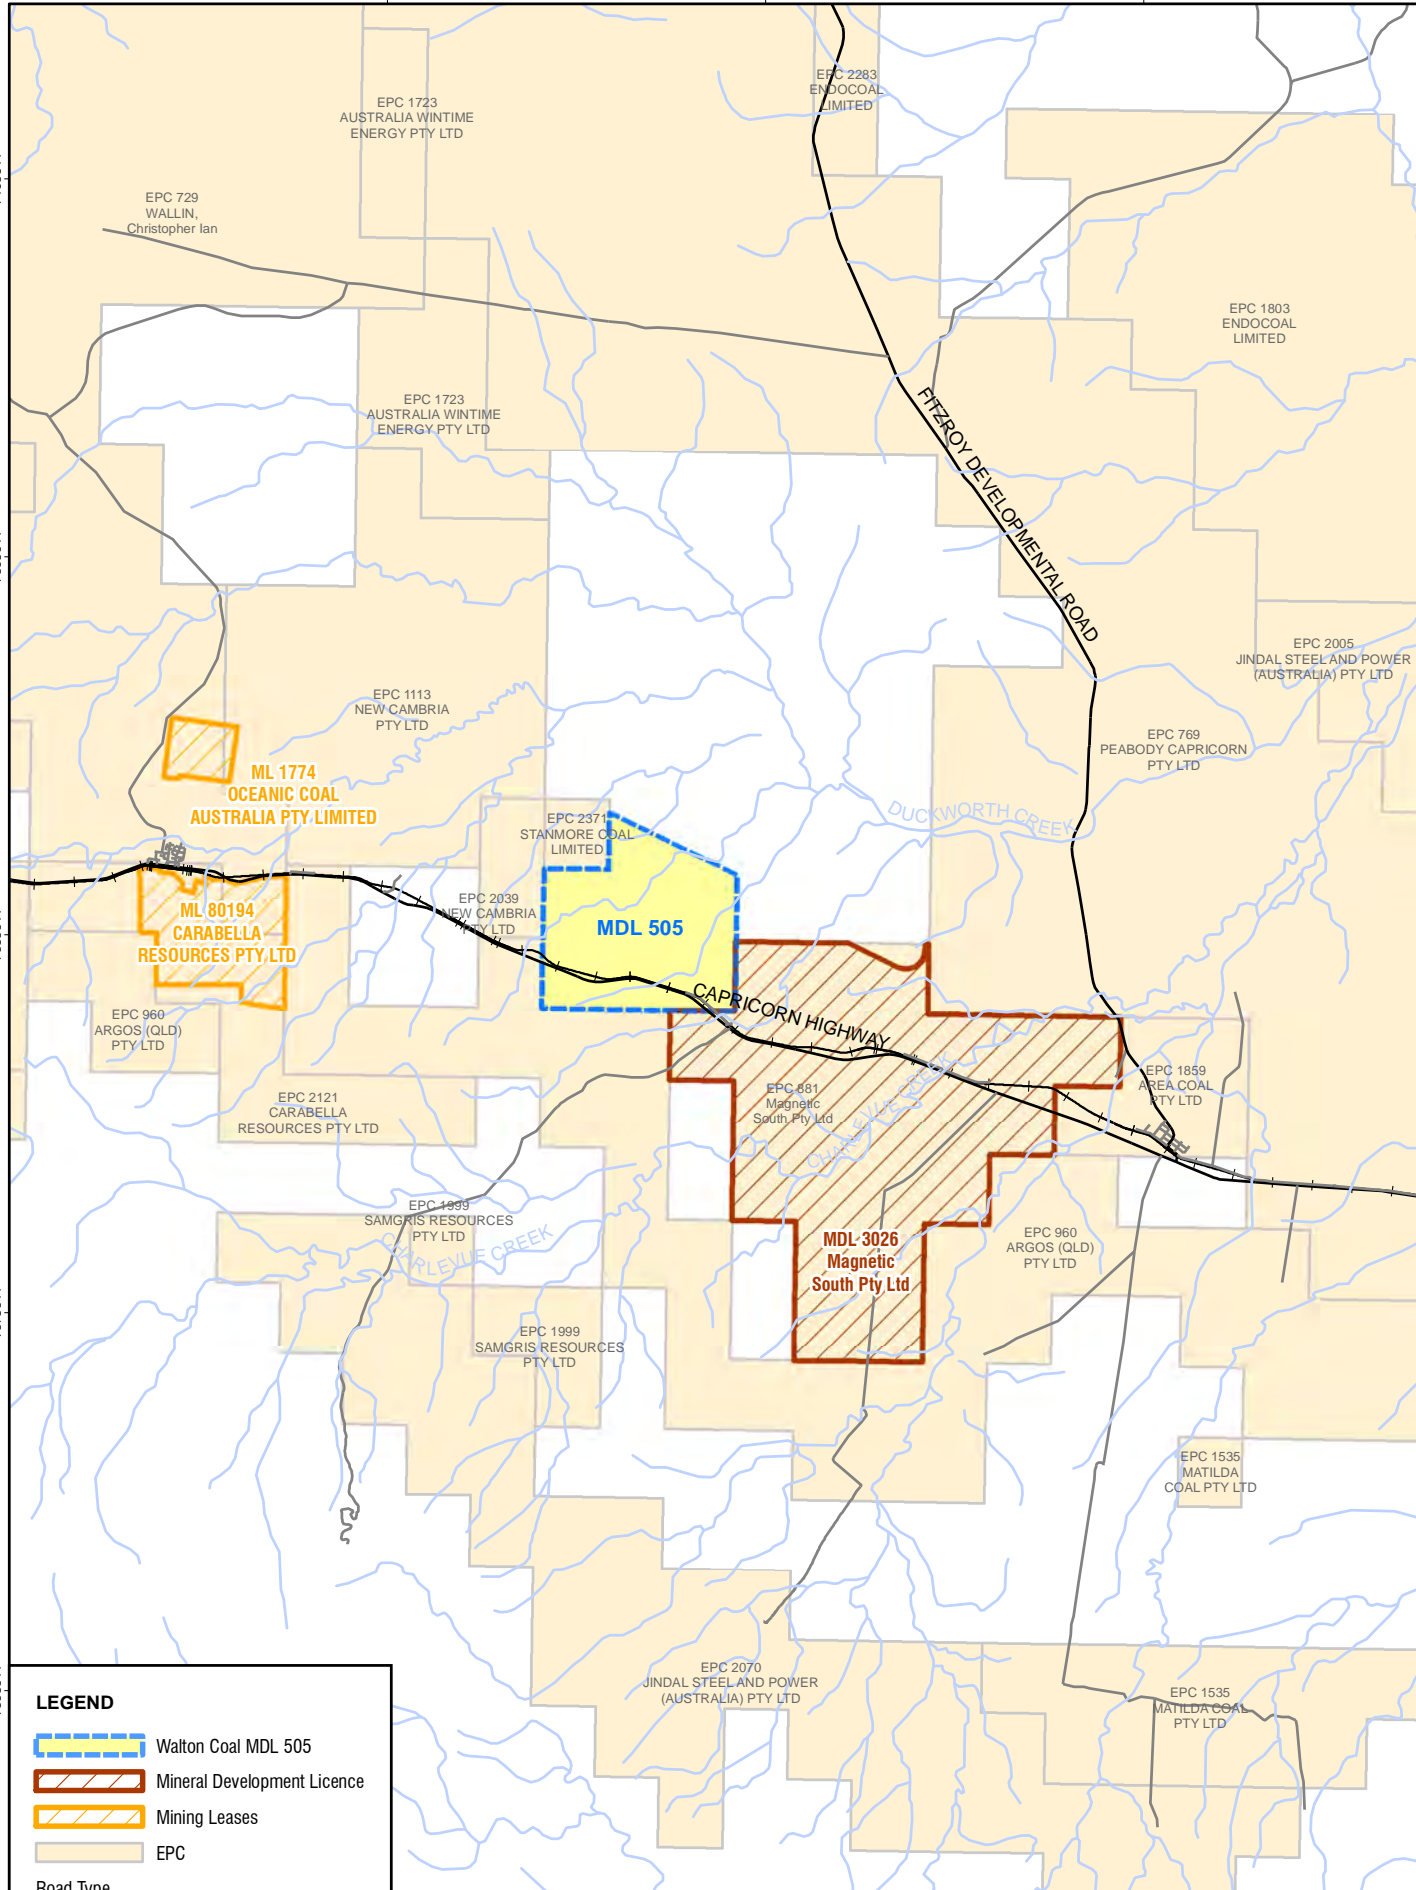 EPC 2283
ENDOCOAL
LIMITED
EPC 1723
AUSTRALIA WINTIME
ENERGY PTY LTD
EPC 729
WALLIN,
Christopher Ian
EPC 1803
ENDOCOAL
LIMITED
EPC 1723
AUSTRALIA WINTIME
ENERGY PTY LTD
FITZROY DEVELOPMENTAL ROAD
EPC 2005
JINDAL STEEL AND POWER
(AUSTRALIA) PTY LTD
EPC 1113
NEW CAMBRIA
PTY LTD
EPC 769
PEABODY CAPRICORN
PTY LTD
ML 1774
OCEANIC COAL
AUSTRALIA PTY LIMITED
DUCKWORTH CREEK
EPC 2371
STANMORE COAL
LIMITED
EPC 2039
NEW CAMBRIA
PTY LTD
MDL 505
ML 80194
CARABELLA
RESOURCES PTY LTD
CAPRICORN HIGHWAY
EPC 960
ARGOS (QLD)
PTY LTD
EPC 881
Magnetic
South Pty Ltd
CHARLEVUE CREEK
EPC 1859
AREA COAL
PTY LTD
EPC 2121
CARABELLA
RESOURCES PTY LTD
EPC 1999
SAMGRIS RESOURCES
PTY LTD
CHARLEVUE CREEK
MDL 3026
Magnetic
South Pty Ltd
EPC 960
ARGOS (QLD)
PTY LTD
EPC 1999
SAMGRIS RESOURCES
PTY LTD
EPC 1535
MATILDA
COAL PTY LTD
EPC 2070
JINDAL STEEL AND POWER
(AUSTRALIA) PTY LTD
EPC 1535
MATILDA COAL
PTY LTD
LEGEND
Walton Coal MDL 505
Mineral Development Licence
Mining Leases
EPC
Road Type